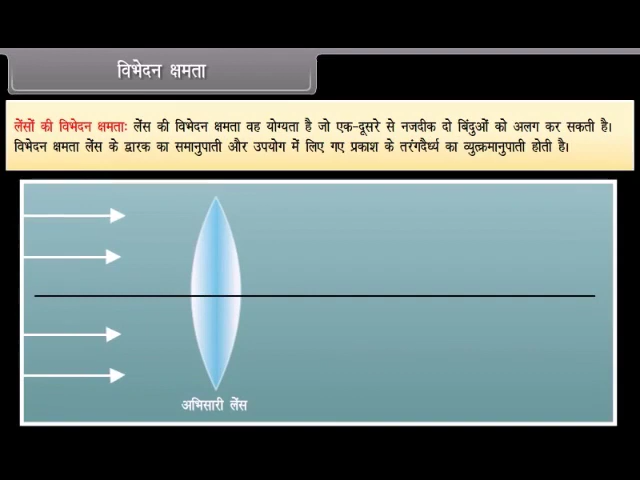 विभेदन क्षमता
लेंसों की विभेदन क्षमताः लेंस की विभेदन क्षमता वह योग्यता है जो एक-दूसरे से नजदीक दो बिंदुओं को अलग कर सकती है।
विभेदन क्षमता लेंस के द्वारक का समानुपाती और उपयोग में लिए गए प्रकाश के तरंगदैर्ध्य का व्युत्क्रमानुपाती होती है।
अभिसारी लेंस